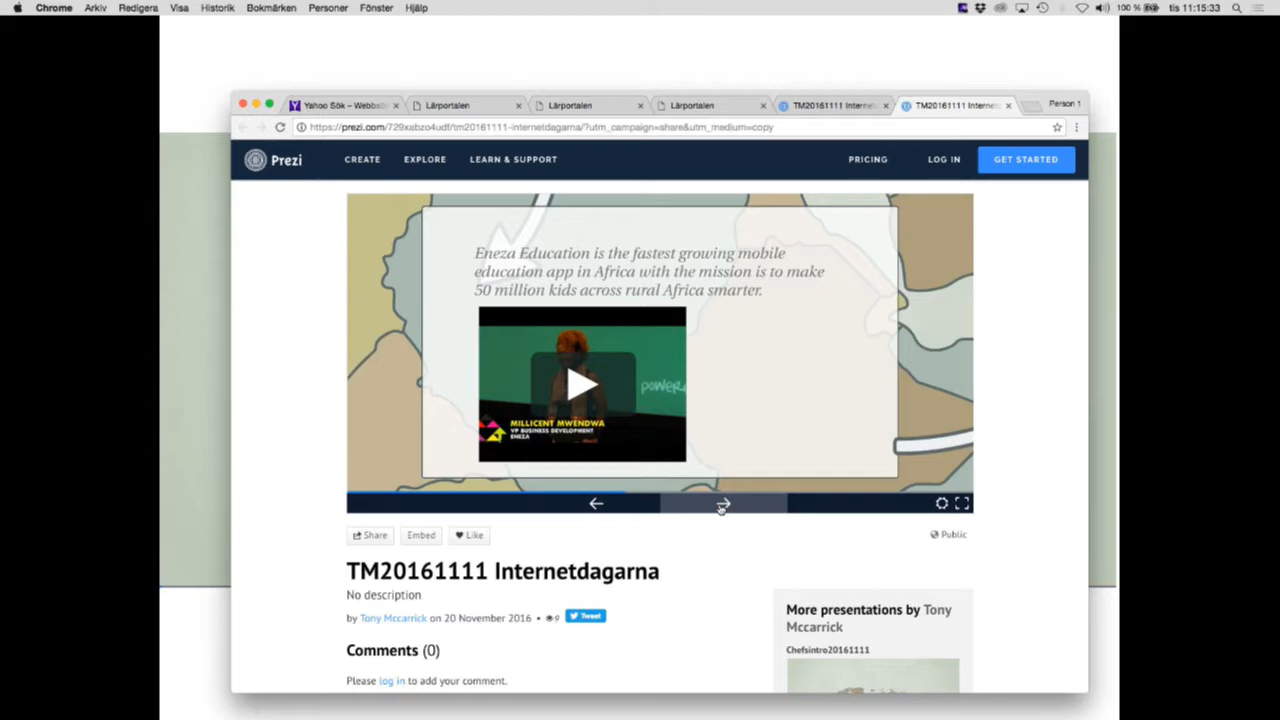 Chrome Arkiv Redigera Visa Historik Bokmärken Personer Fönster Hjälp 100 % tis 11:15:33
Yahoo Sök – Webbsö Lärportalen Lärportalen Lärportalen TM20161111 Internet TM20161111 Internetd Person 1
https://prezi.com/729xabzo4udf/tm20161111-internetdagarna/?utm_campaign=share&utm_medium=copy
Prezi CREATE EXPLORE LEARN & SUPPORT PRICING LOG IN GET STARTED
Eneza Education is the fastest growing mobile
education app in Africa with the mission is to make
50 million kids across rural Africa smarter.
POWERE
MILLICENT MWENDWA
VP BUSINESS DEVELOPMENT
ENEZA
Share Embed Like Public
TM20161111 Internetdagarna
No description
by Tony Mccarrick on 20 November 2016 • 9 Tweet
More presentations by Tony
Mccarrick
Chefsintro20161111
Comments (0)
Please log in to add your comment.